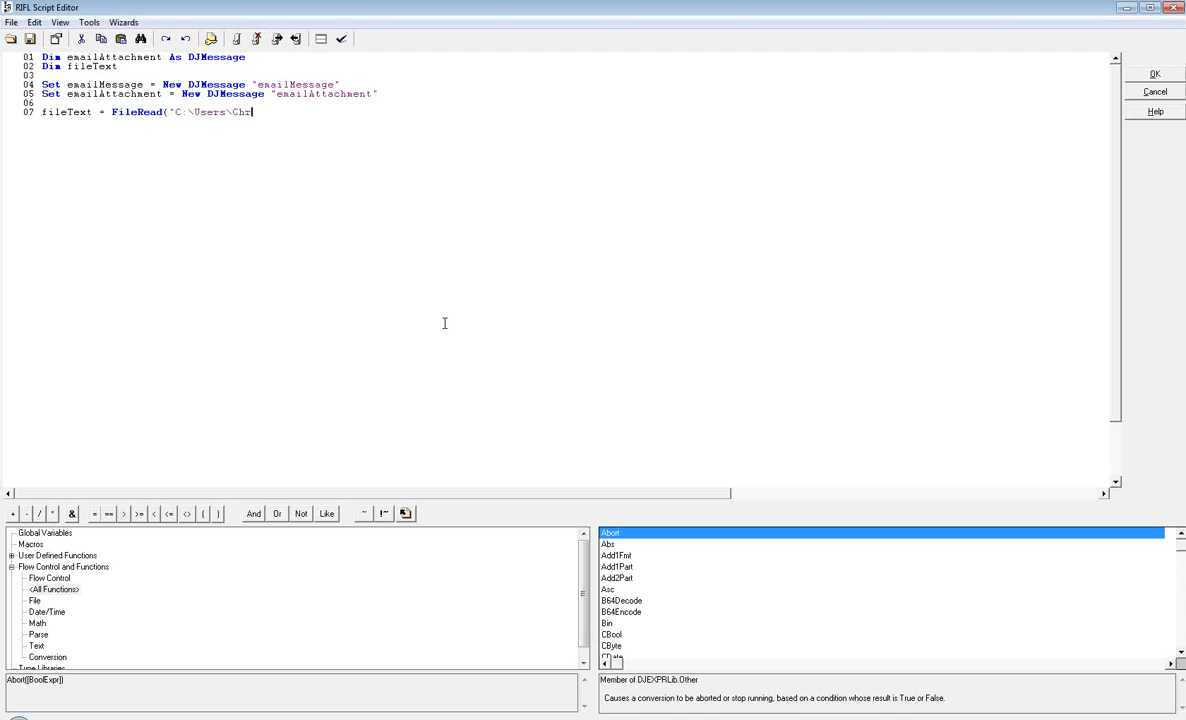 RIFL Script Editor
File Edit View Tools Wizards
01 Dim emailAttachment As DJMessage
02 Dim fileText
03
04 Set emailMessage = New DJMessage "emailMessage"
05 Set emailAttachment = New DJMessage "emailAttachment"
06
07 fileText = FileRead("C:\Users\Chr
OK
Cancel
Help
+ - / * & = == > >= < <= <> ( ) And Or Not Like ~ !~
Global Variables
Macros
User Defined Functions
Flow Control and Functions
Flow Control
<All Functions>
File
Date/Time
Math
Parse
Text
Conversion
Type Libraries
Abort
Abs
Add1Fmt
Add1Part
Add2Part
Asc
B64Decode
B64Encode
Bin
CBool
CByte
CDate
Abort([BoolExpr])
Member of DJEXPRLib.Other
Causes a conversion to be aborted or stop running, based on a condition whose result is True or False.